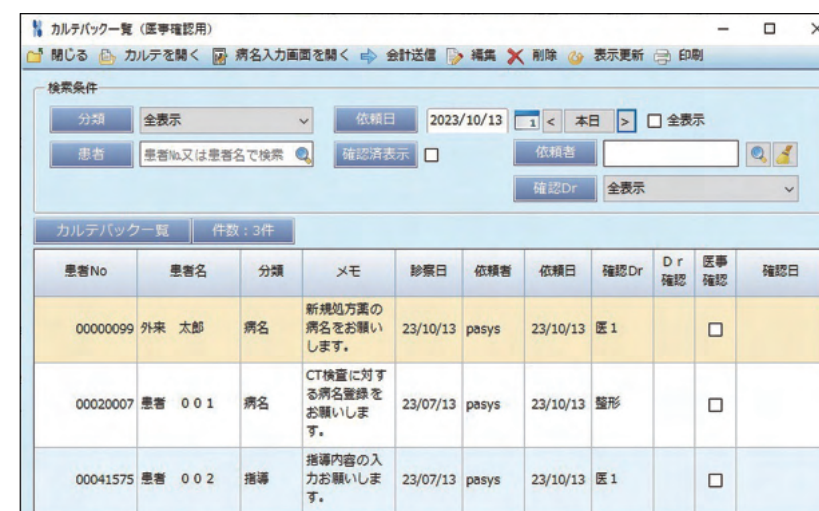 カルテバック一覧（医事確認用）
閉じる カルテを開く 病名入力画面を開く 会計送信 編集 削除 表示更新 印刷
検索条件
分類 全表示 依頼日 2023/10/13 1 < 本日 > 全表示
患者 患者No又は患者名で検索 確認済表示 依頼者
確認Dr 全表示
カルテバック一覧 件数：3件
患者No 患者名 分類 メモ 診察日 依頼者 依頼日 確認Dr Dr確認 医事確認 確認日
00000099 外来 太郎 病名 新規処方薬の
病名をお願い
します。 23/10/13 pasys 23/10/13 医1
00020007 患者 001 病名 CT検査に対す
る病名登録を
お願いしま
す。 23/07/13 pasys 23/10/13 整形
00041575 患者 002 指導 指導内容の入
力お願いしま
す。 23/07/13 pasys 23/10/13 医1